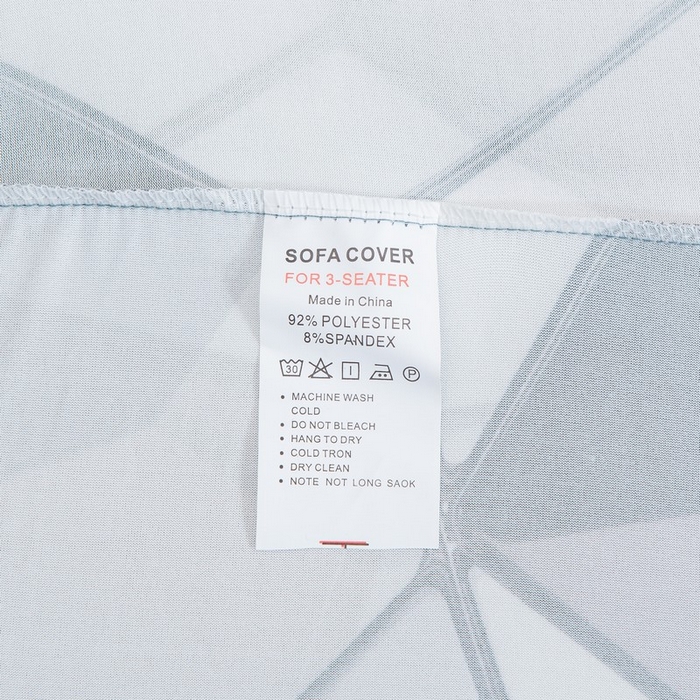 SOFA COVER
FOR 3-SEATER
Made in China
92% POLYESTER
8%SPANDEX
30 P
• MACHINE WASH
COLD
• DO NOT BLEACH
• HANG TO DRY
• COLD TRON
• DRY CLEAN
• NOTE NOT LONG SAOK